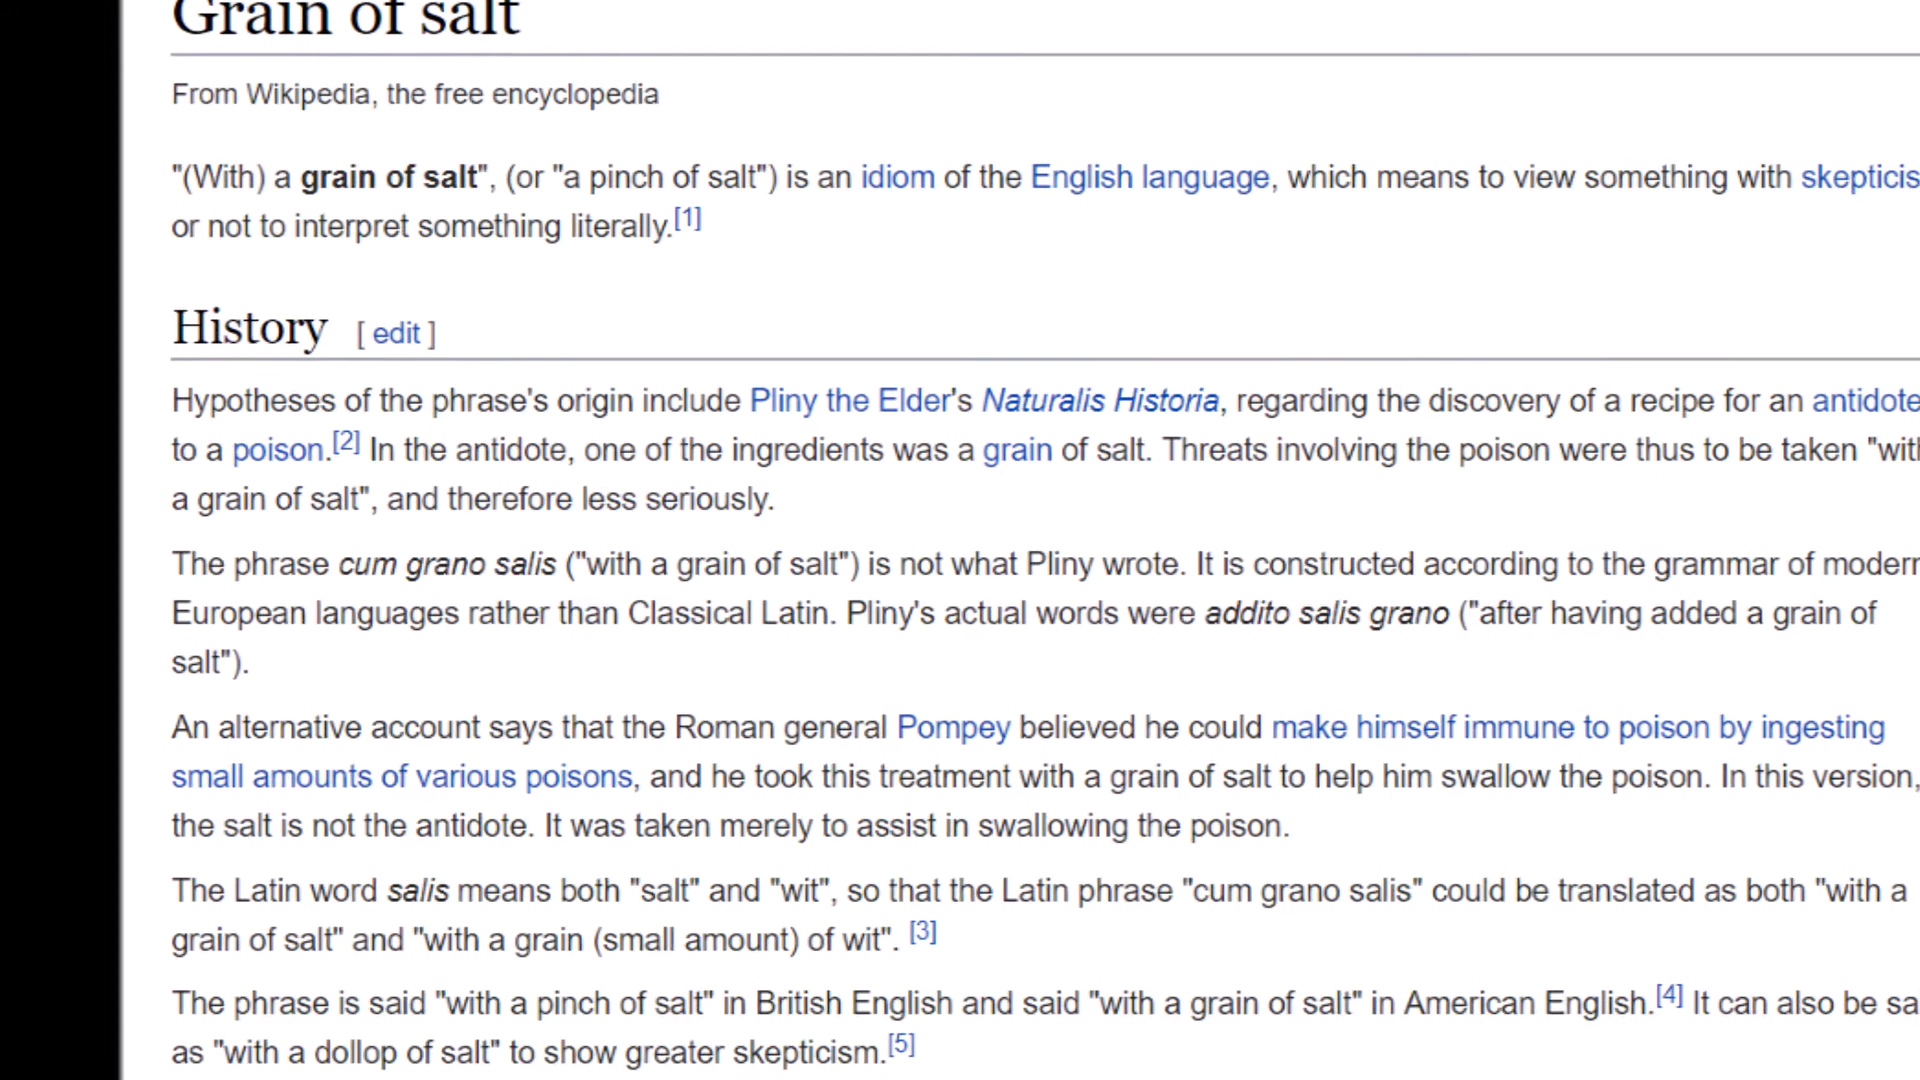 Grain of salt
From Wikipedia, the free encyclopedia
"(With) a grain of salt", (or "a pinch of salt") is an idiom of the English language, which means to view something with skepticis
or not to interpret something literally.[1]
History [ edit ]
Hypotheses of the phrase's origin include Pliny the Elder's Naturalis Historia, regarding the discovery of a recipe for an antidote
to a poison.[2] In the antidote, one of the ingredients was a grain of salt. Threats involving the poison were thus to be taken "with
a grain of salt", and therefore less seriously.
The phrase cum grano salis ("with a grain of salt") is not what Pliny wrote. It is constructed according to the grammar of modern
European languages rather than Classical Latin. Pliny's actual words were addito salis grano ("after having added a grain of
salt").
An alternative account says that the Roman general Pompey believed he could make himself immune to poison by ingesting
small amounts of various poisons, and he took this treatment with a grain of salt to help him swallow the poison. In this version,
the salt is not the antidote. It was taken merely to assist in swallowing the poison.
The Latin word salis means both "salt" and "wit", so that the Latin phrase "cum grano salis" could be translated as both "with a
grain of salt" and "with a grain (small amount) of wit". [3]
The phrase is said "with a pinch of salt" in British English and said "with a grain of salt" in American English.[4] It can also be sa
as "with a dollop of salt" to show greater skepticism.[5]